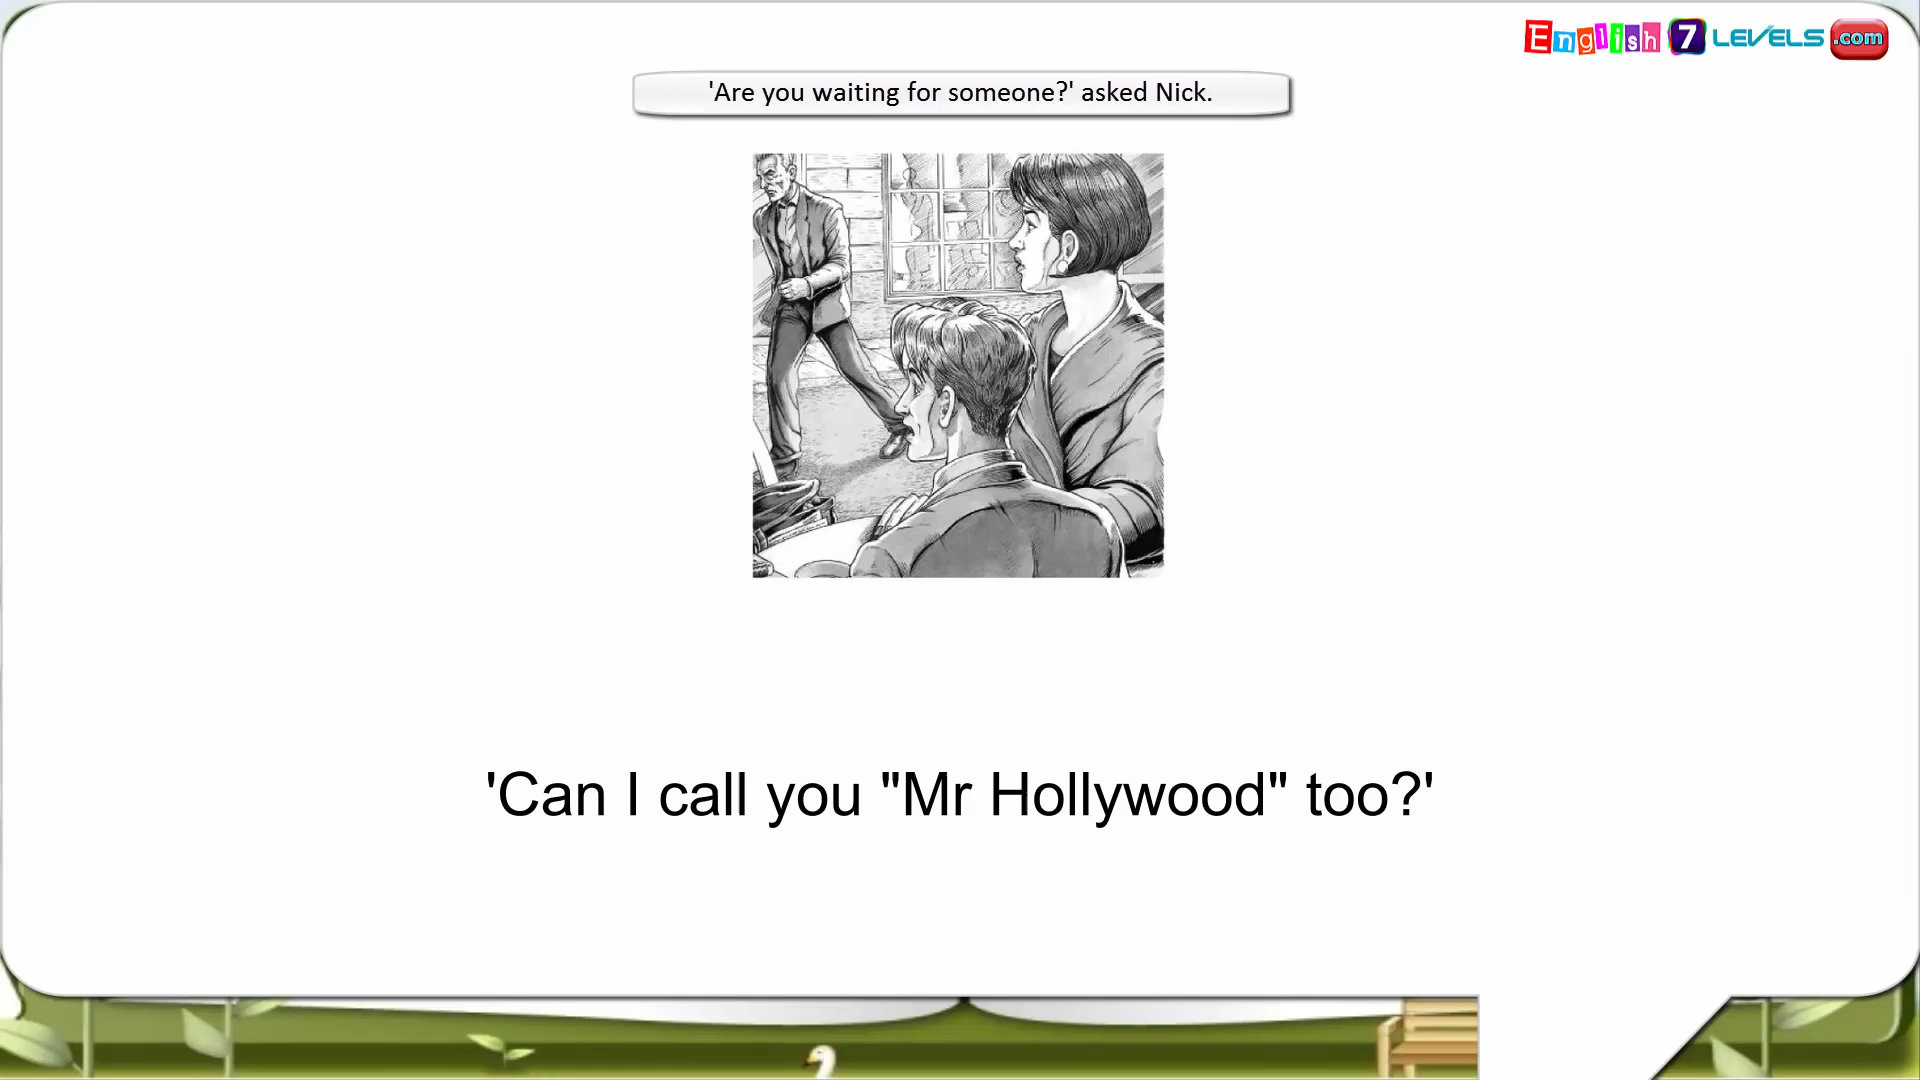 English 7 LEVELS .com
'Are you waiting for someone?' asked Nick.
'Can I call you "Mr Hollywood" too?'